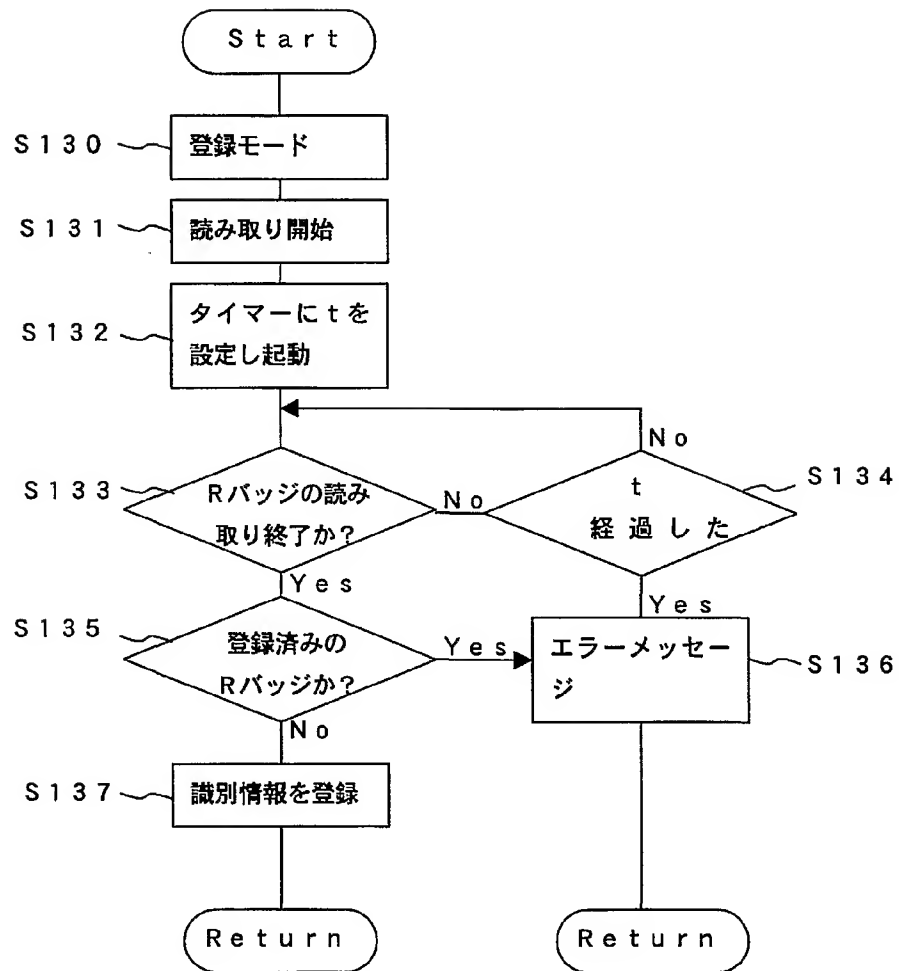 Start
S130
登録モード
S131
読み取り開始
S132
タイマーにtを
設定し起動
No
S133
Rバッジの読み
取り終了か？
No
t
経過した
S134
Yes
Yes
S135
登録済みの
Rバッジか？
Yes
エラーメッセー
ジ
S136
No
S137
識別情報を登録
Return
Return